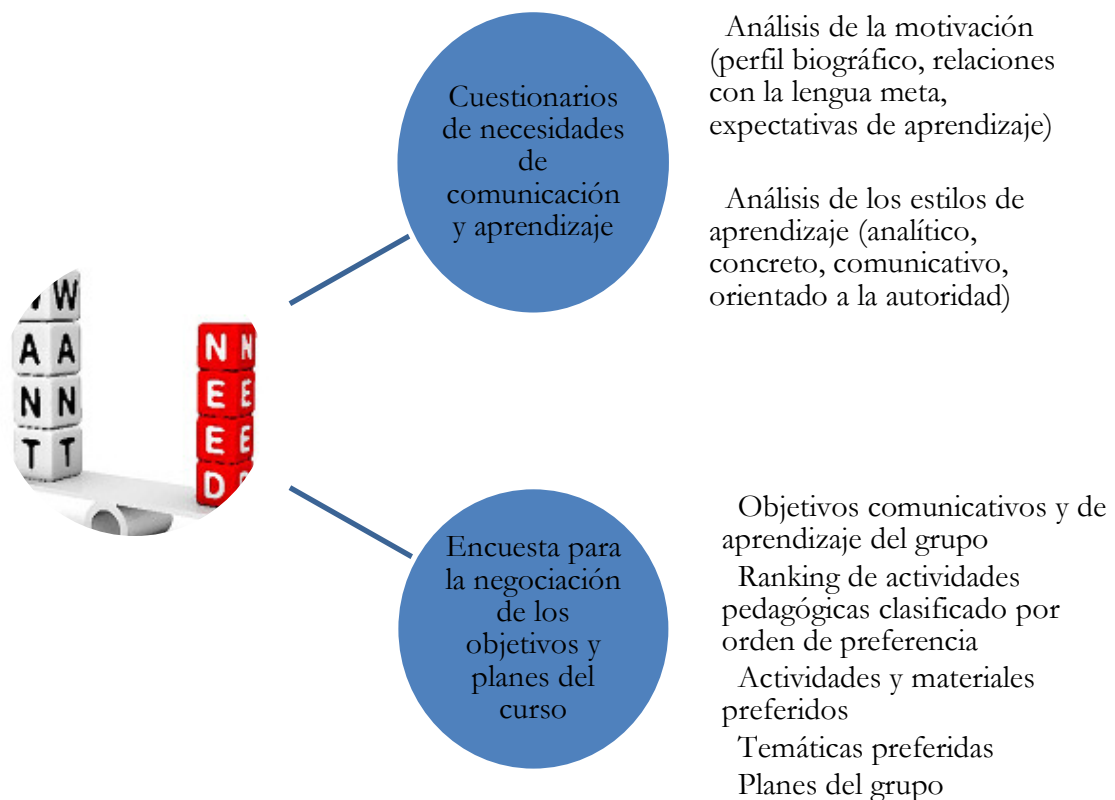 Cuestionarios
de necesidades
de
comunicación
y aprendizaje
Análisis de la motivación
(perfil biográfico, relaciones
con la lengua meta,
expectativas de aprendizaje)
Análisis de los estilos de
aprendizaje (analítico,
concreto, comunicativo,
orientado a la autoridad)
WANT
NEED
Encuesta para
la negociación
de los
objetivos y
planes del
curso
Objetivos comunicativos y de
aprendizaje del grupo
Ranking de actividades
pedagógicas clasificado por
orden de preferencia
Actividades y materiales
preferidos
Temáticas preferidas
Planes del grupo